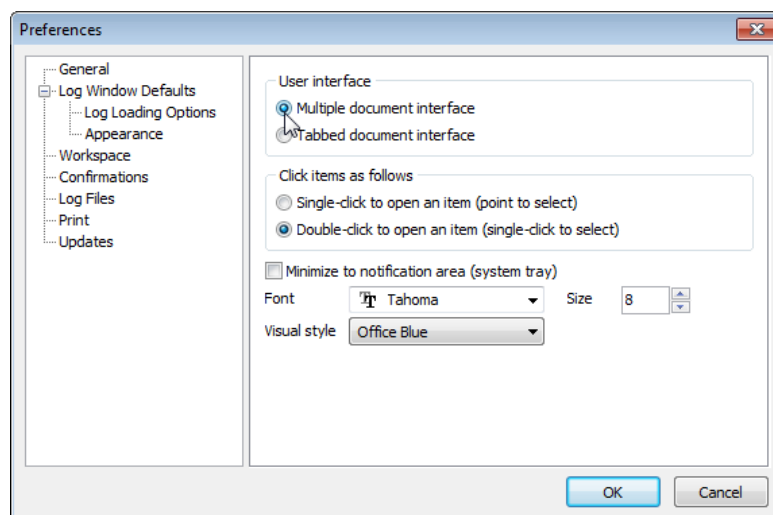 Preferences
General
Log Window Defaults
Log Loading Options
Appearance
Workspace
Confirmations
Log Files
Print
Updates
User interface
Multiple document interface
Tabbed document interface
Click items as follows
Single-click to open an item (point to select)
Double-click to open an item (single-click to select)
Minimize to notification area (system tray)
Font Tahoma Size 8
Visual style Office Blue
OK Cancel